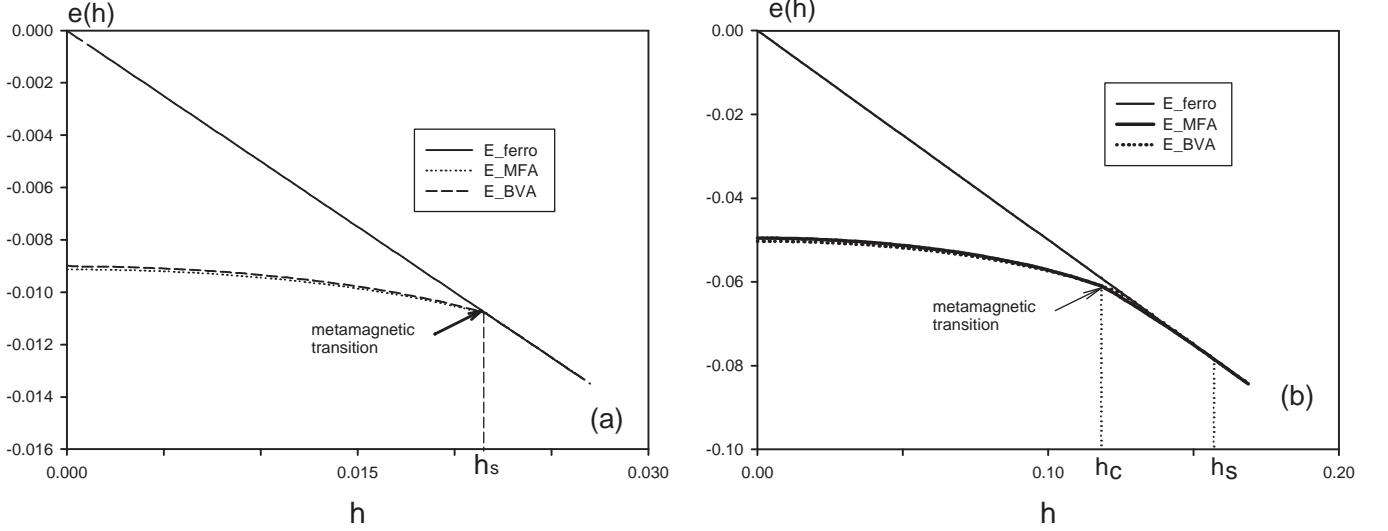 e(h)
0.000
-0.002
-0.004
-0.006
-0.008
-0.010
-0.012
-0.014
-0.016
E_ferro
E_MFA
E_BVA
metamagnetic
transition
(a)
hs
0.000
0.015
0.030
h
e(h)
0.00
-0.02
-0.04
-0.06
-0.08
-0.10
E_ferro
E_MFA
E_BVA
metamagnetic
transition
(b)
hc
hs
0.00
0.10
0.20
h